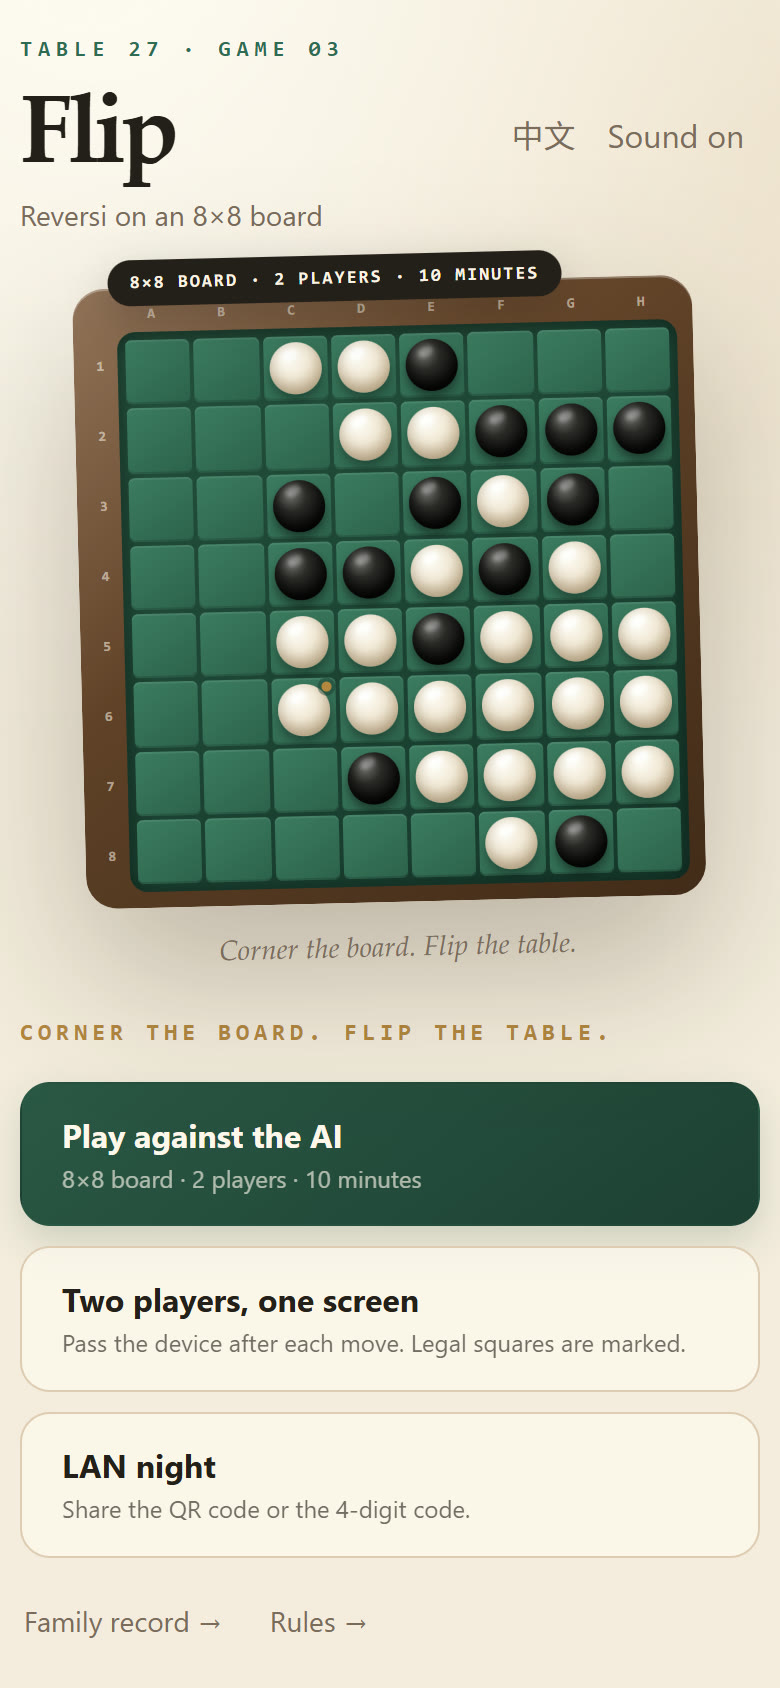 TABLE 27 · GAME 03
Flip
中文 Sound on
Reversi on an 8×8 board
8×8 BOARD · 2 PLAYERS · 10 MINUTES
A B C D E F G H
1
2
3
4
5
6
7
8
Corner the board. Flip the table.
CORNER THE BOARD. FLIP THE TABLE.
Play against the AI
8×8 board · 2 players · 10 minutes
Two players, one screen
Pass the device after each move. Legal squares are marked.
LAN night
Share the QR code or the 4-digit code.
Family record → Rules →